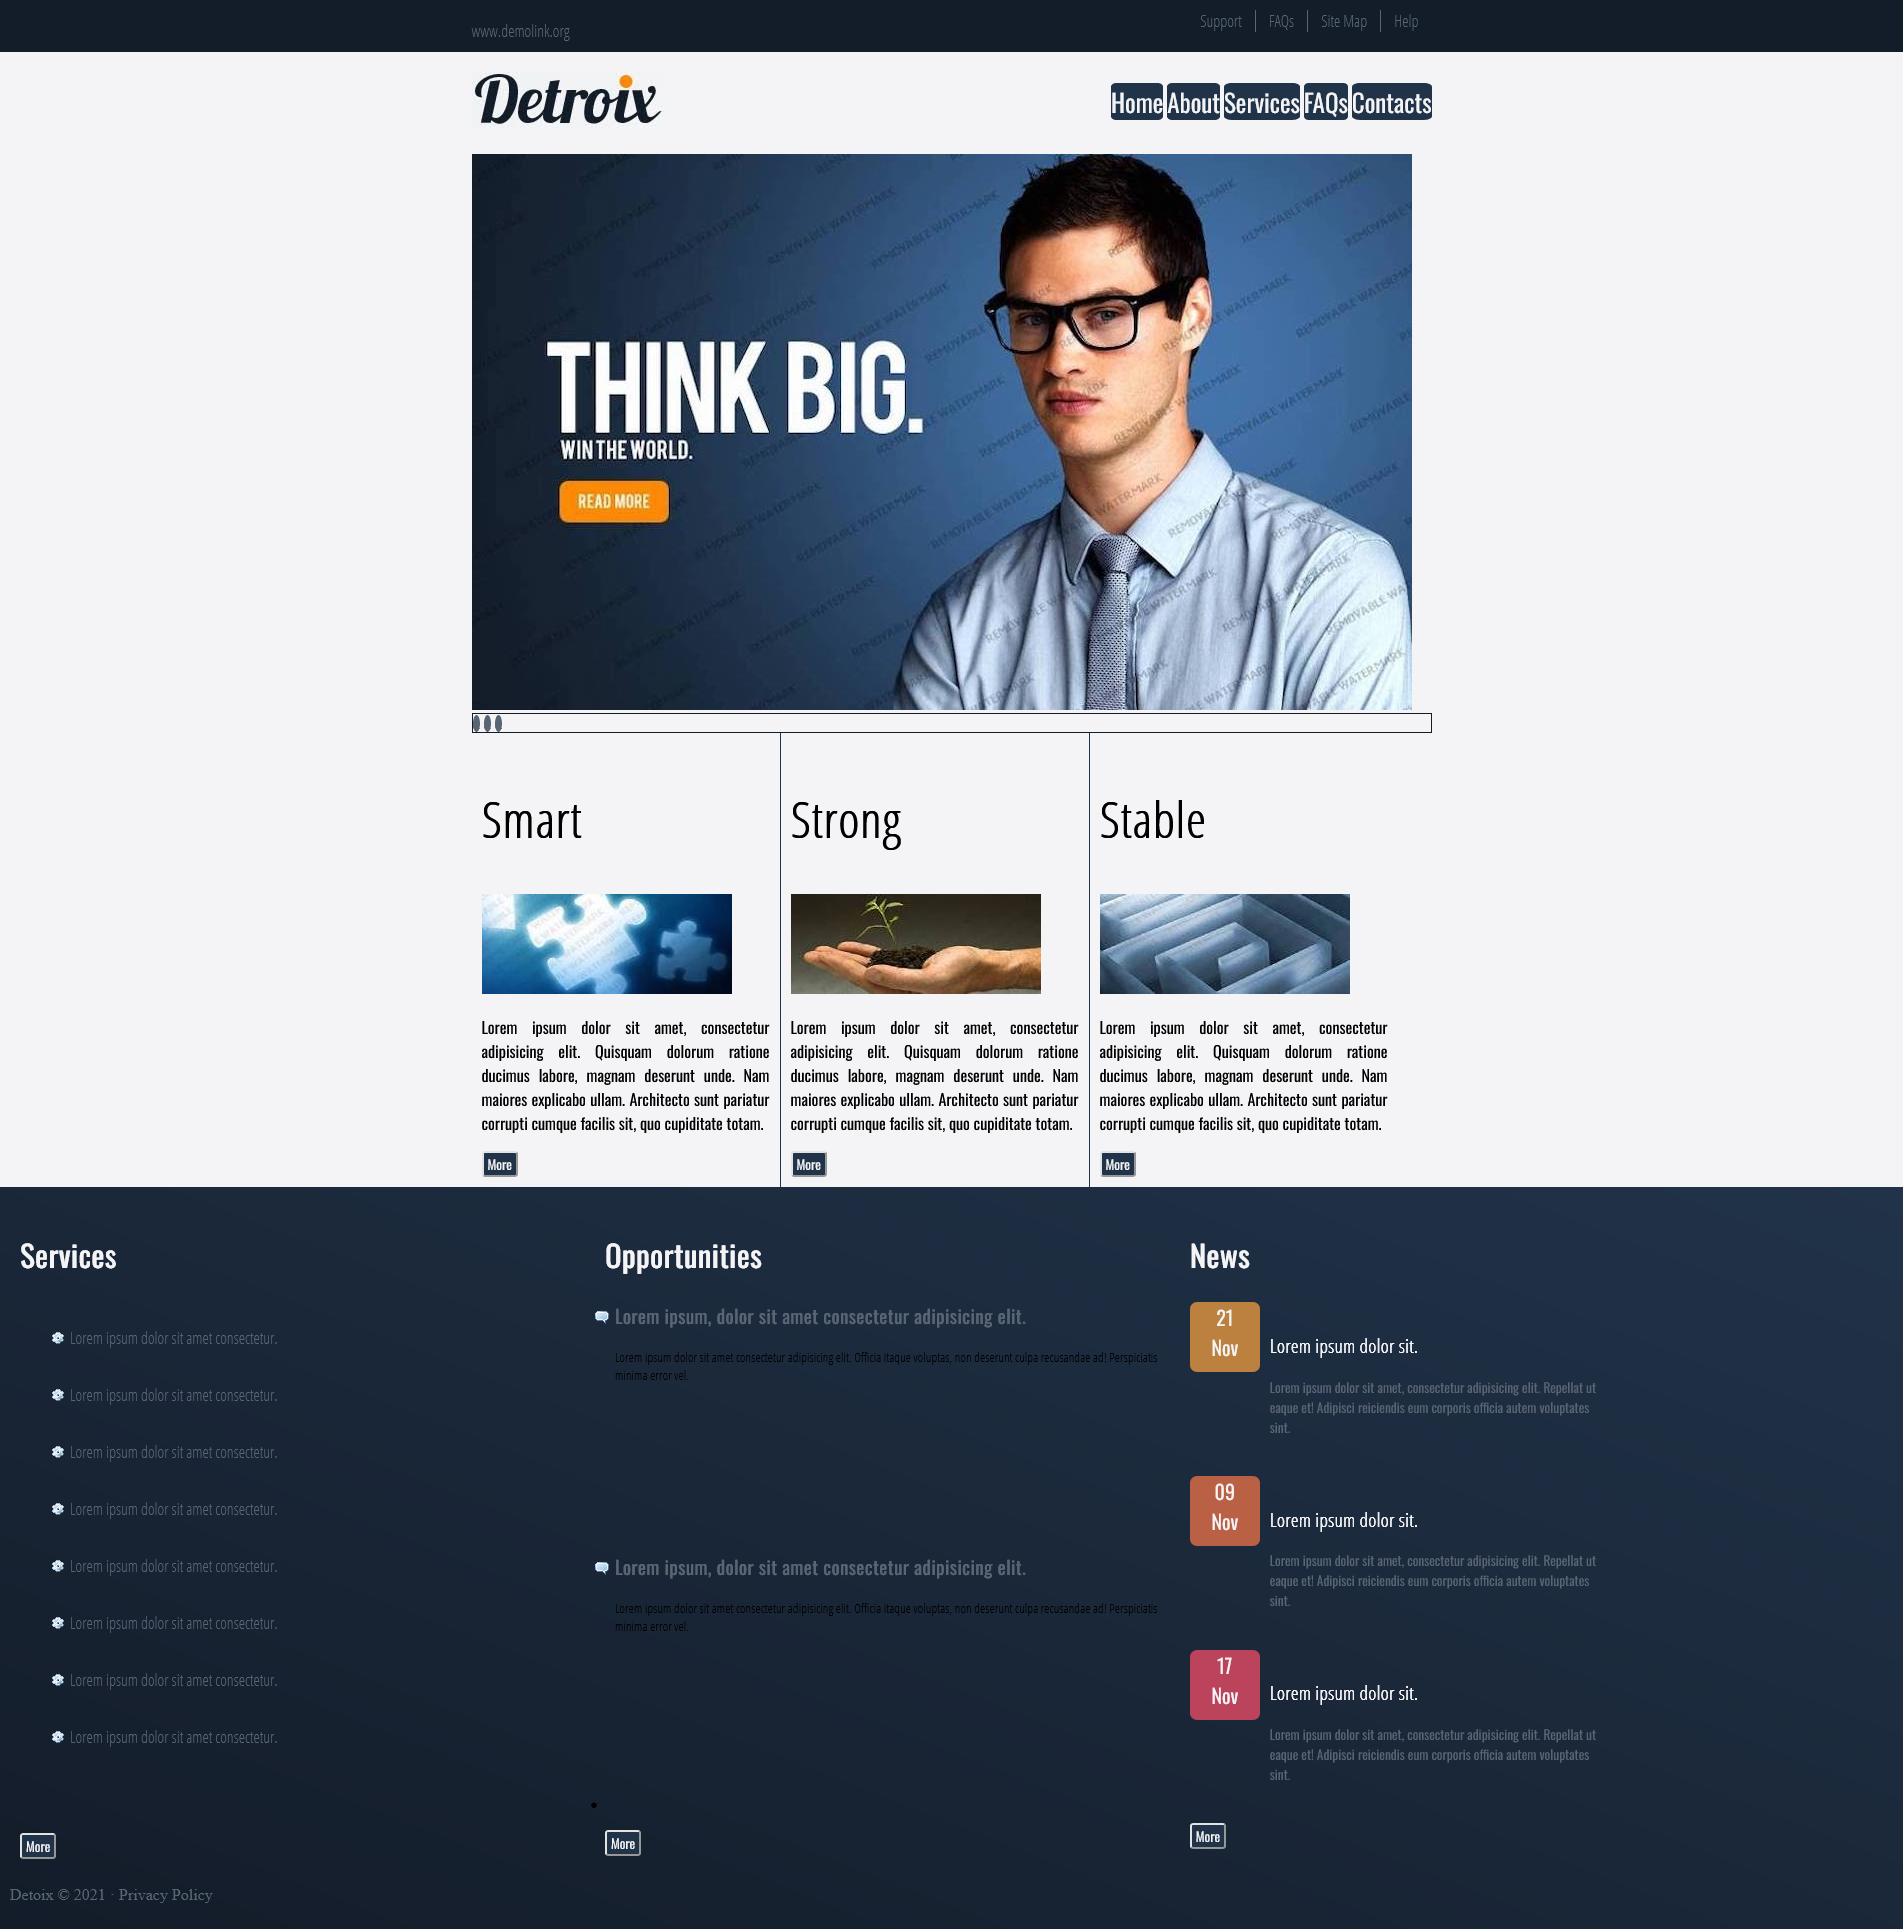 www.demolink.org
Support FAQs Site Map Help
Detroix
Home About Services FAQs Contacts
THINK BIG.
WIN THE WORLD.
READ MORE
Smart
Strong
Stable
Lorem ipsum dolor sit amet, consectetur
adipisicing elit. Quisquam dolorum ratione
ducimus labore, magnam deserunt unde. Nam
maiores explicabo ullam. Architecto sunt pariatur
corrupti cumque facilis sit, quo cupiditate totam.
More
Lorem ipsum dolor sit amet, consectetur
adipisicing elit. Quisquam dolorum ratione
ducimus labore, magnam deserunt unde. Nam
maiores explicabo ullam. Architecto sunt pariatur
corrupti cumque facilis sit, quo cupiditate totam.
More
Lorem ipsum dolor sit amet, consectetur
adipisicing elit. Quisquam dolorum ratione
ducimus labore, magnam deserunt unde. Nam
maiores explicabo ullam. Architecto sunt pariatur
corrupti cumque facilis sit, quo cupiditate totam.
More
Services
Lorem ipsum dolor sit amet consectetur.
Lorem ipsum dolor sit amet consectetur.
Lorem ipsum dolor sit amet consectetur.
Lorem ipsum dolor sit amet consectetur.
Lorem ipsum dolor sit amet consectetur.
Lorem ipsum dolor sit amet consectetur.
Lorem ipsum dolor sit amet consectetur.
Lorem ipsum dolor sit amet consectetur.
More
Opportunities
Lorem ipsum, dolor sit amet consectetur adipisicing elit.
Lorem ipsum dolor sit amet consectetur adipisicing elit. Officia itaque voluptas, non deserunt culpa recusandae ad! Perspiciatis
minima error vel.
Lorem ipsum, dolor sit amet consectetur adipisicing elit.
Lorem ipsum dolor sit amet consectetur adipisicing elit. Officia itaque voluptas, non deserunt culpa recusandae ad! Perspiciatis
minima error vel.
More
News
21
Nov
Lorem ipsum dolor sit.
Lorem ipsum dolor sit amet, consectetur adipisicing elit. Repellat ut
eaque et! Adipisci reiciendis eum corporis officia autem voluptates
sint.
09
Nov
Lorem ipsum dolor sit.
Lorem ipsum dolor sit amet, consectetur adipisicing elit. Repellat ut
eaque et! Adipisci reiciendis eum corporis officia autem voluptates
sint.
17
Nov
Lorem ipsum dolor sit.
Lorem ipsum dolor sit amet, consectetur adipisicing elit. Repellat ut
eaque et! Adipisci reiciendis eum corporis officia autem voluptates
sint.
More
Detoix © 2021 · Privacy Policy